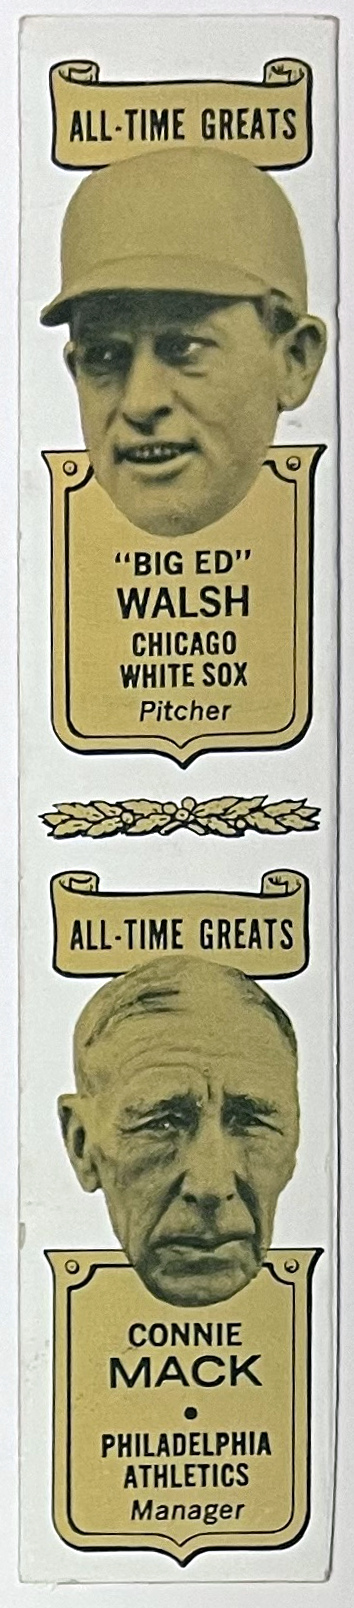 ALL-TIME GREATS
"BIG ED"
WALSH
CHICAGO
WHITE SOX
Pitcher
ALL-TIME GREATS
CONNIE
MACK
•
PHILADELPHIA
ATHLETICS
Manager